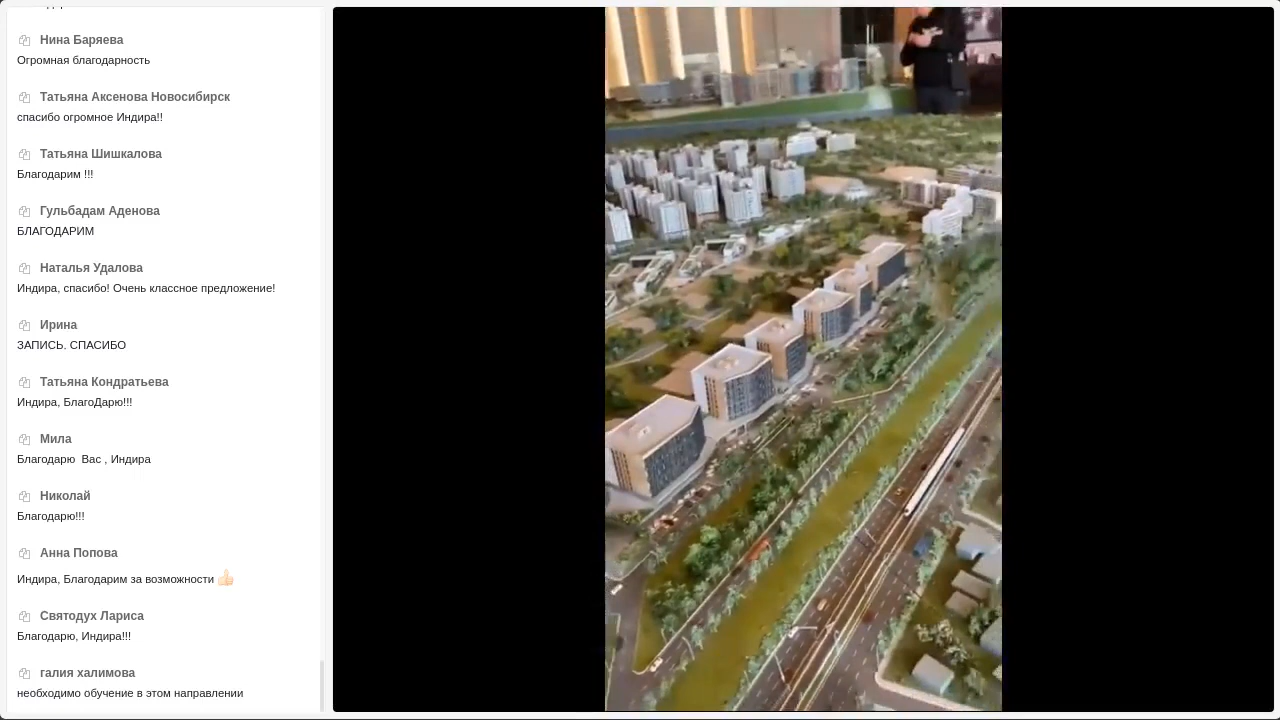 Нина Баряева
Огромная благодарность
Татьяна Аксенова Новосибирск
спасибо огромное Индира!!
Татьяна Шишкалова
Благодарим !!!
Гульбадам Аденова
БЛАГОДАРИМ
Наталья Удалова
Индира, спасибо! Очень классное предложение!
Ирина
ЗАПИСЬ. СПАСИБО
Татьяна Кондратьева
Индира, БлагоДарю!!!
Мила
Благодарю  Вас , Индира
Николай
Благодарю!!!
Анна Попова
Индира, Благодарим за возможности 👍
Святодух Лариса
Благодарю, Индира!!!
галия халимова
необходимо обучение в этом направлении